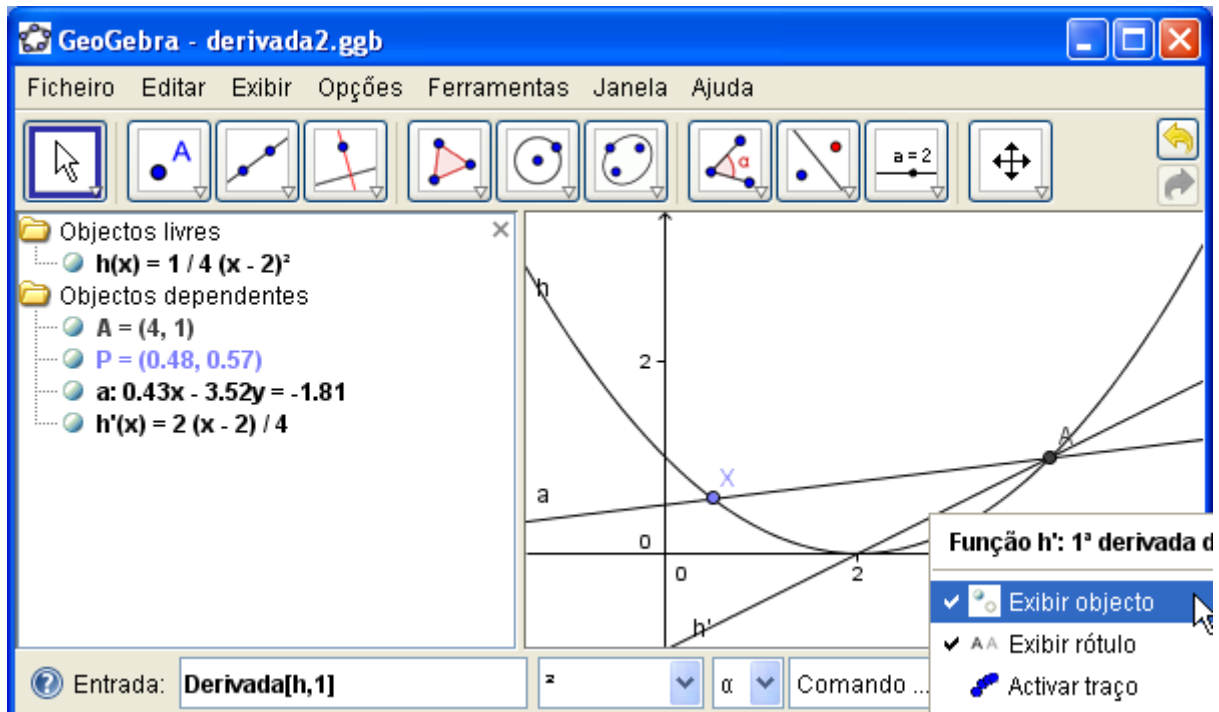 GeoGebra - derivada2.ggb
Ficheiro Editar Exibir Opções Ferramentas Janela Ajuda
A
α
a = 2
Objectos livres
h(x) = 1 / 4 (x - 2)²
Objectos dependentes
A = (4, 1)
P = (0.48, 0.57)
a: 0.43x - 3.52y = -1.81
h'(x) = 2 (x - 2) / 4
h
2
A
X
a
0
0
2
h'
Função h': 1ª derivada d
Exibir objecto
AA Exibir rótulo
Activar traço
Entrada: Derivada[h,1] ² α Comando ...